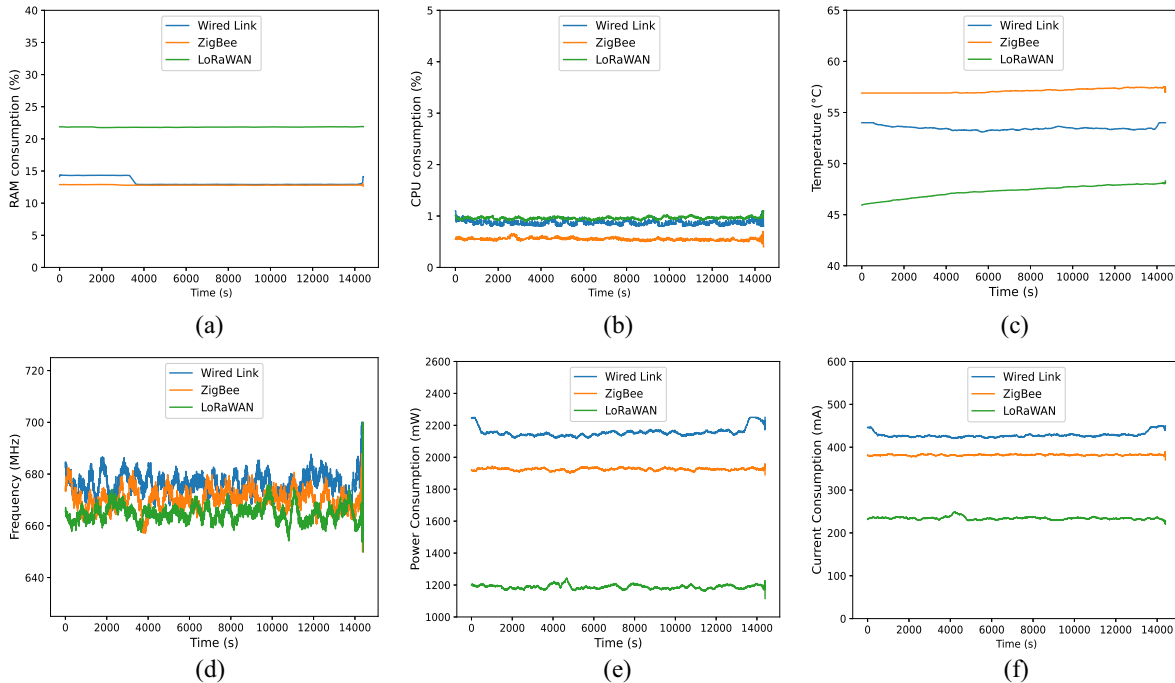 RAM consumption (%)
40
35
30
25
20
15
10
5
0
Wired Link
ZigBee
LoRaWAN
0 2000 4000 6000 8000 10000 12000 14000
Time (s)
(a)
CPU consumption (%)
5
4
3
2
1
0
Wired Link
ZigBee
LoRaWAN
0 2000 4000 6000 8000 10000 12000 14000
Time (s)
(b)
Temperature (°C)
65
60
55
50
45
40
Wired Link
ZigBee
LoRaWAN
0 2000 4000 6000 8000 10000 12000 14000
Time (s)
(c)
Frequency (MHz)
720
700
680
660
640
Wired Link
ZigBee
LoRaWAN
0 2000 4000 6000 8000 10000 12000 14000
Time (s)
(d)
Power Consumption (mW)
2600
2400
2200
2000
1800
1600
1400
1200
1000
Wired Link
ZigBee
LoRaWAN
0 2000 4000 6000 8000 10000 12000 14000
Time (s)
(e)
Current Consumption (mA)
600
500
400
300
200
100
0
Wired Link
ZigBee
LoRaWAN
0 2000 4000 6000 8000 10000 12000 14000
Time (s)
(f)